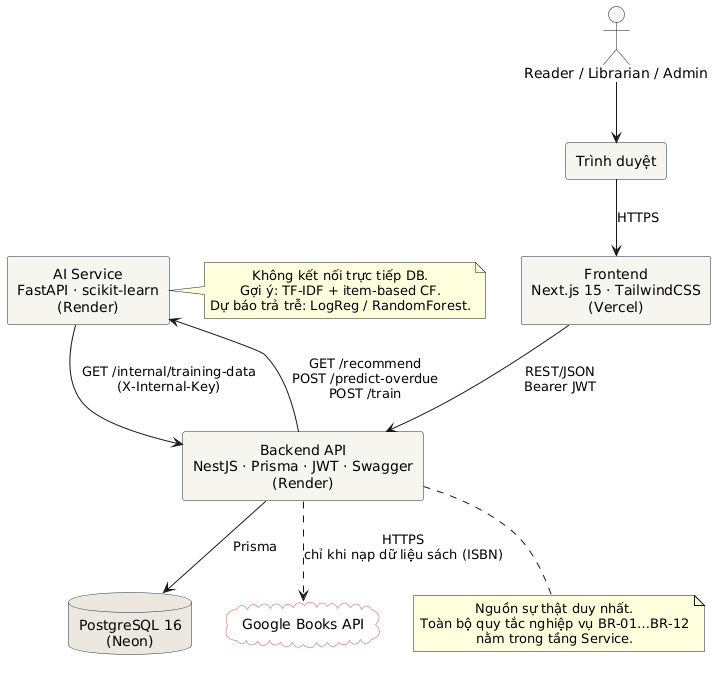 Reader / Librarian / Admin
Trình duyệt
HTTPS
AI Service
FastAPI · scikit-learn
(Render)
Không kết nối trực tiếp DB.
Gợi ý: TF-IDF + item-based CF.
Dự báo trả trễ: LogReg / RandomForest.
Frontend
Next.js 15 · TailwindCSS
(Vercel)
GET /internal/training-data
(X-Internal-Key)
GET /recommend
POST /predict-overdue
POST /train
REST/JSON
Bearer JWT
Backend API
NestJS · Prisma · JWT · Swagger
(Render)
Prisma
HTTPS
chỉ khi nạp dữ liệu sách (ISBN)
PostgreSQL 16
(Neon)
Google Books API
Nguồn sự thật duy nhất.
Toàn bộ quy tắc nghiệp vụ BR-01…BR-12
nằm trong tầng Service.